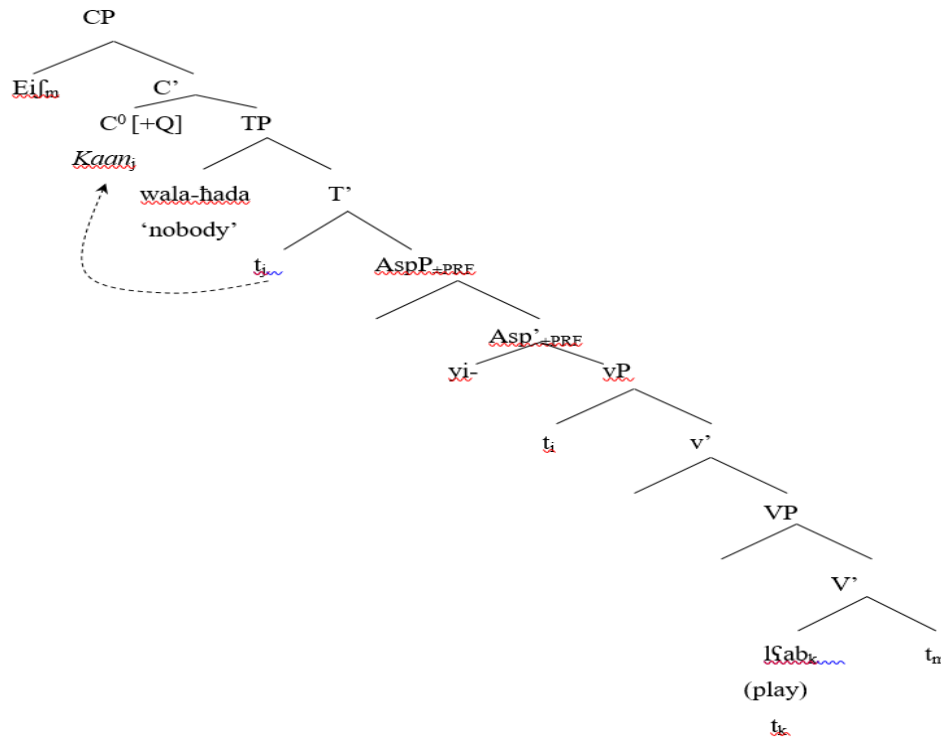 CP
Eiʃm C’
C⁰ [+Q] TP
Kaanj
wala-ħada T’
‘nobody’
tj AspP±PRF
Asp’±PRF
yi- vP
ti v’
VP
V’
lʕabk tm
(play)
tk